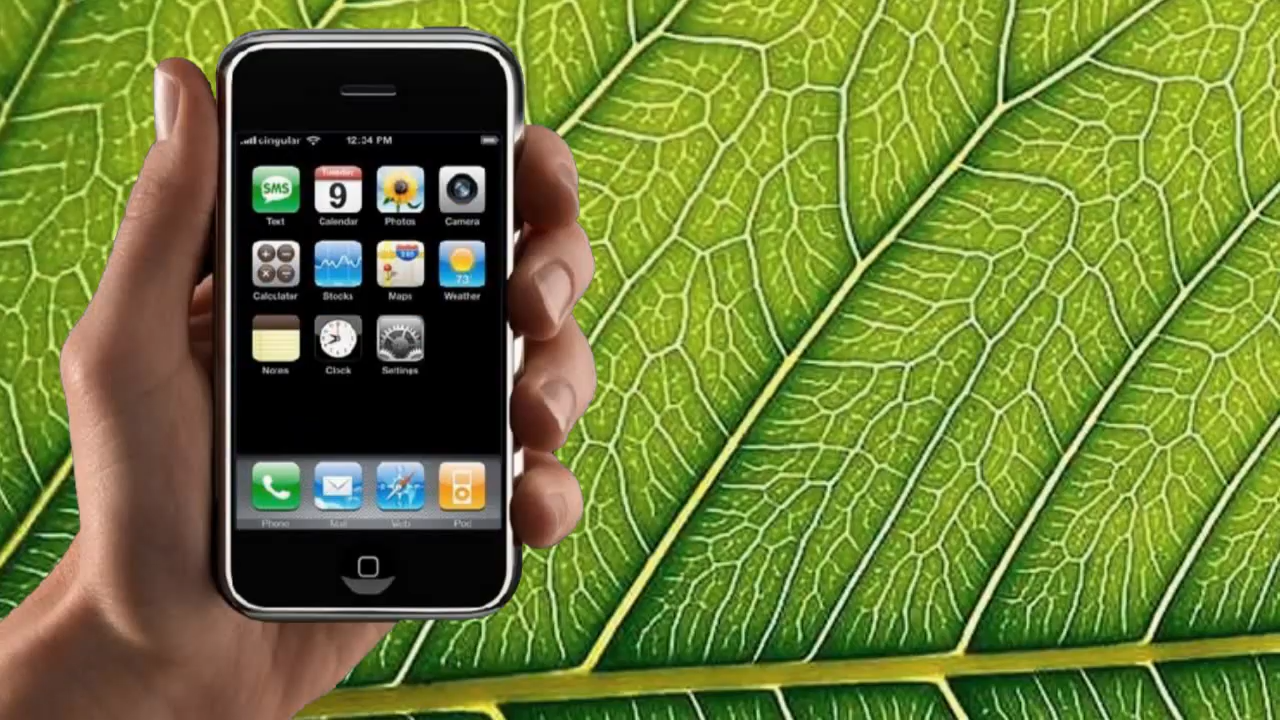 cingular 12:34 PM
SMS Tuesday 9
Text Calendar Photos Camera
73°
Calculator Stocks Maps Weather
Notes Clock Settings
Phone Mail Web iPod